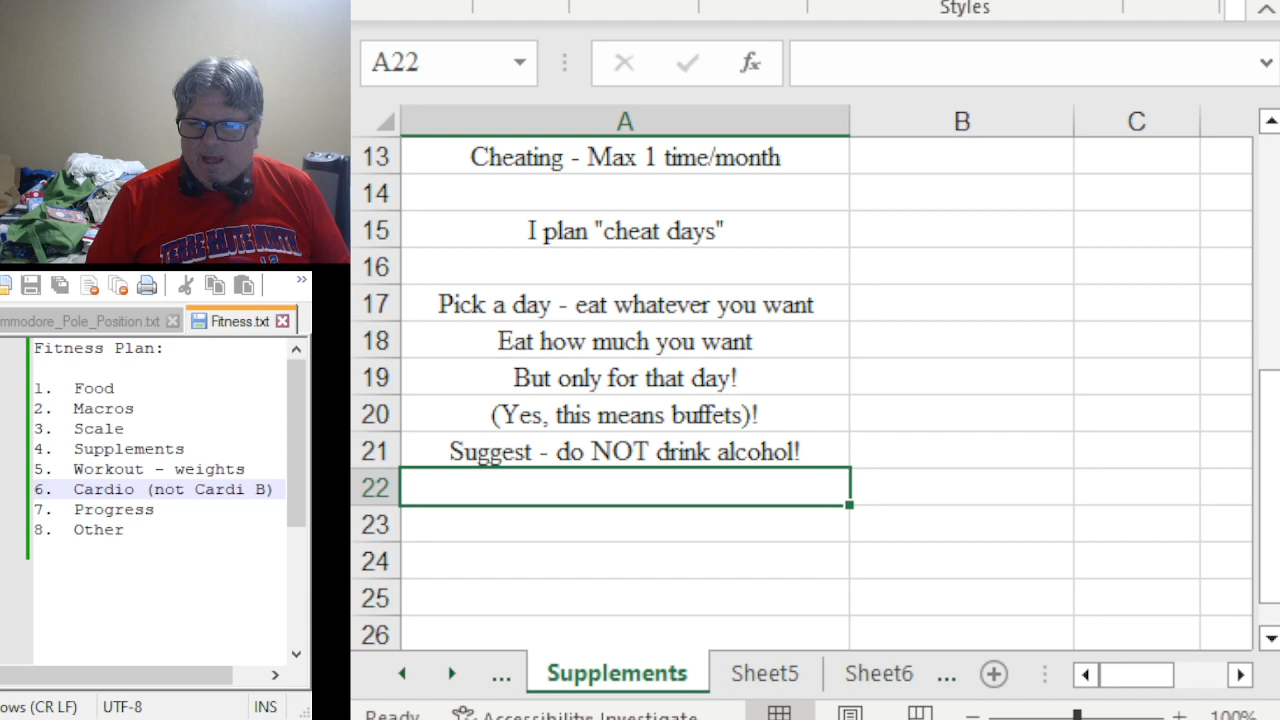 Styles
A22
fx
A B C
13 Cheating - Max 1 time/month
14
15 I plan "cheat days"
16
17 Pick a day - eat whatever you want
18 Eat how much you want
19 But only for that day!
20 (Yes, this means buffets)!
21 Suggest - do NOT drink alcohol!
22
23
24
25
26
... Supplements Sheet5 Sheet6 ...
Ready Accessibility: Investigate 100%
TERRE HAUTE NORTH
mmodore_Pole_Position.txt Fitness.txt
Fitness Plan:
1. Food
2. Macros
3. Scale
4. Supplements
5. Workout - weights
6. Cardio (not Cardi B)
7. Progress
8. Other
ows (CR LF) UTF-8 INS